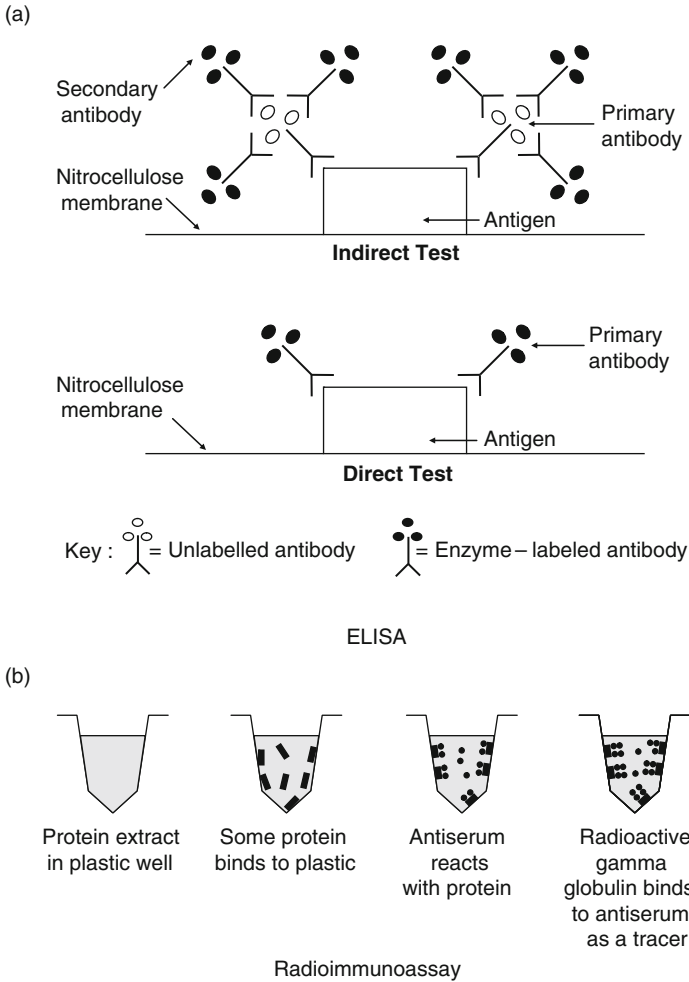 (a)
Secondary
antibody
Primary
antibody
Nitrocellulose
membrane
Antigen
Indirect Test
Primary
antibody
Nitrocellulose
membrane
Antigen
Direct Test
Key : = Unlabelled antibody = Enzyme – labeled antibody
ELISA
(b)
Protein extract
in plastic well
Some protein
binds to plastic
Antiserum
reacts
with protein
Radioactive
gamma
globulin binds
to antiserum
as a tracer
Radioimmunoassay